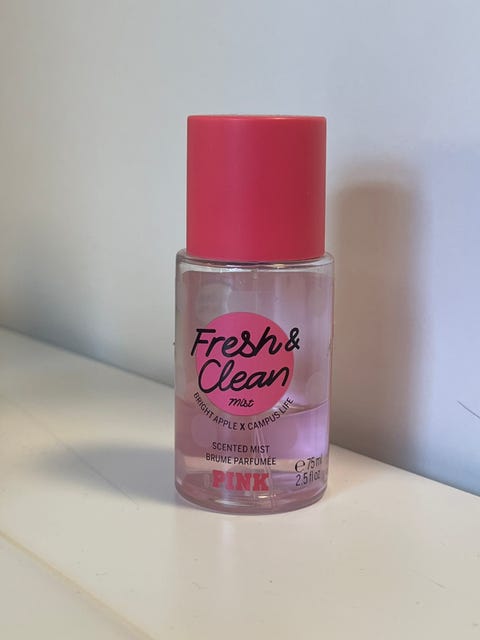 Fresh &
Clean
mist
BRIGHT APPLE X CAMPUS LIFE
SCENTED MIST
BRUME PARFUMÉE
PINK
℮ 75 ml
2.5 fl oz